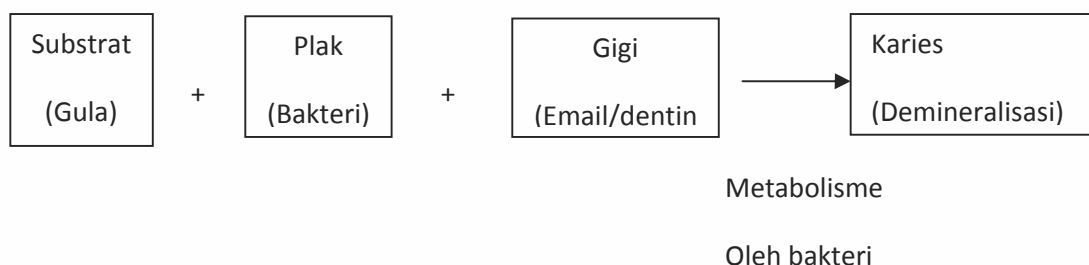 Substrat
(Gula)
+
Plak
(Bakteri)
+
Gigi
(Email/dentin
Karies
(Demineralisasi)
Metabolisme
Oleh bakteri